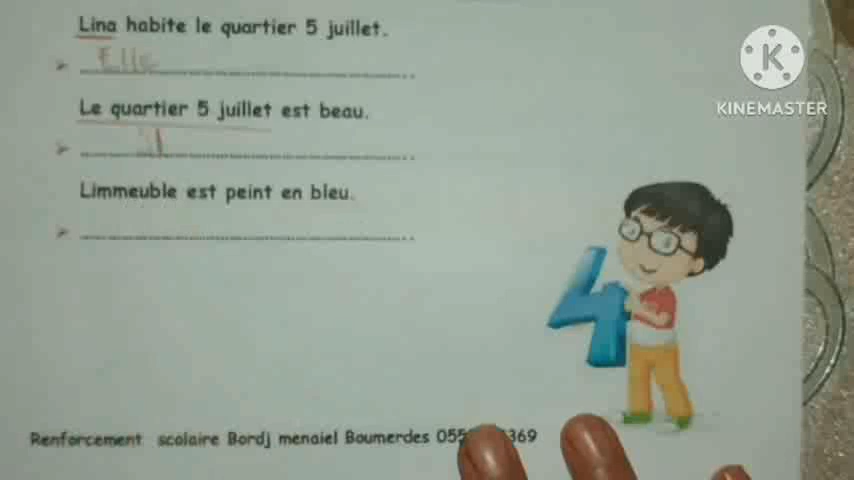 Lina habite le quartier 5 juillet.
Elle
Le quartier 5 juillet est beau.
Il
Limmeuble est peint en bleu.
4
Renforcement scolaire Bordj menaiel Boumerdes
K
KINEMASTER